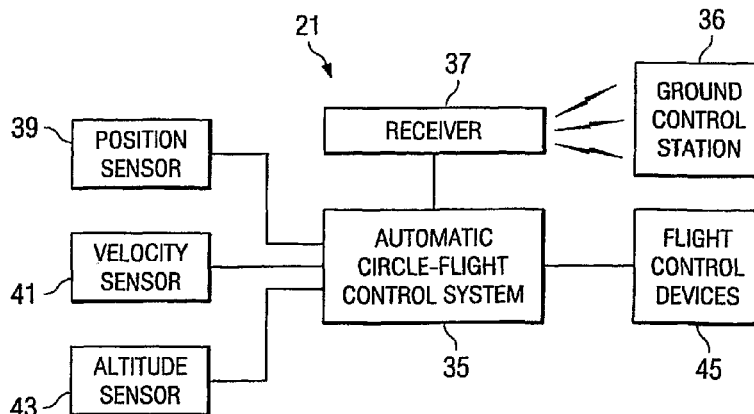 21
36
37
GROUND
CONTROL
STATION
39
RECEIVER
POSITION
SENSOR
AUTOMATIC
CIRCLE-FLIGHT
CONTROL SYSTEM
FLIGHT
CONTROL
DEVICES
41
VELOCITY
SENSOR
35
45
43
ALTITUDE
SENSOR